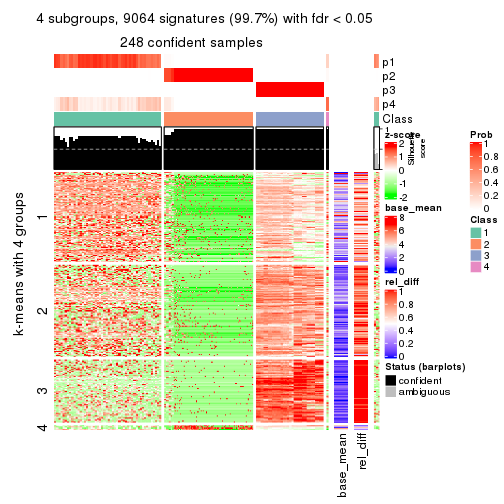 4 subgroups, 9064 signatures (99.7%) with fdr < 0.05
248 confident samples
p1
p2
p3
p4
Class
1
Silhouette
score
z-score
2
1
0
-1
-2
Prob
1
0.8
0.6
0.4
0.2
0
base_mean
8
6
4
2
0
Class
1
2
3
4
rel_diff
1
0.8
0.6
0.4
0.2
0
Status (barplots)
confident
ambiguous
k-means with 4 groups
1
2
3
4
base_mean
rel_diff